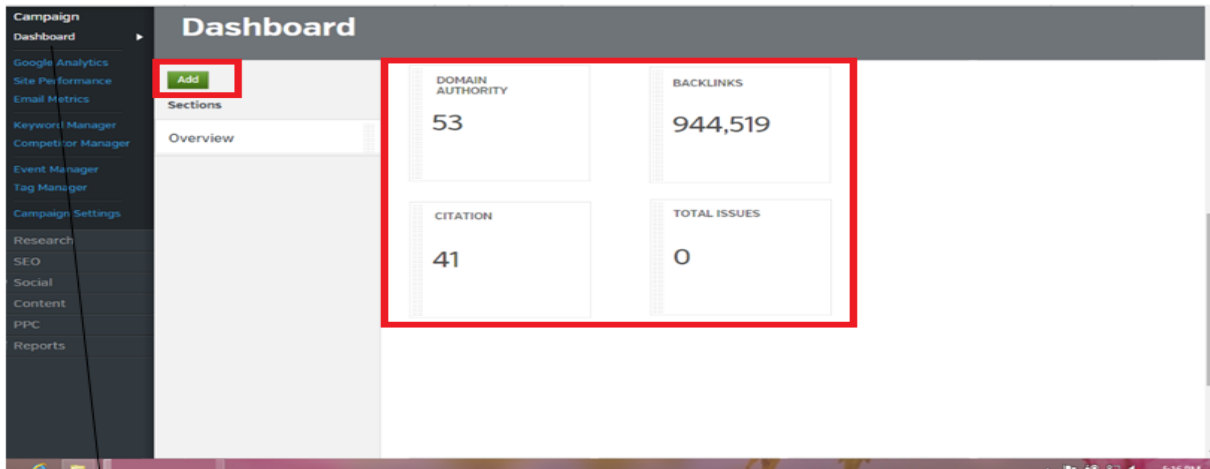 Campaign
Dashboard
Google Analytics
Site Performance
Email Metrics
Keyword Manager
Competitor Manager
Event Manager
Tag Manager
Campaign Settings
Research
SEO
Social
Content
PPC
Reports
Dashboard
Add
Sections
Overview
DOMAIN
AUTHORITY
53
BACKLINKS
944,519
CITATION
41
TOTAL ISSUES
0